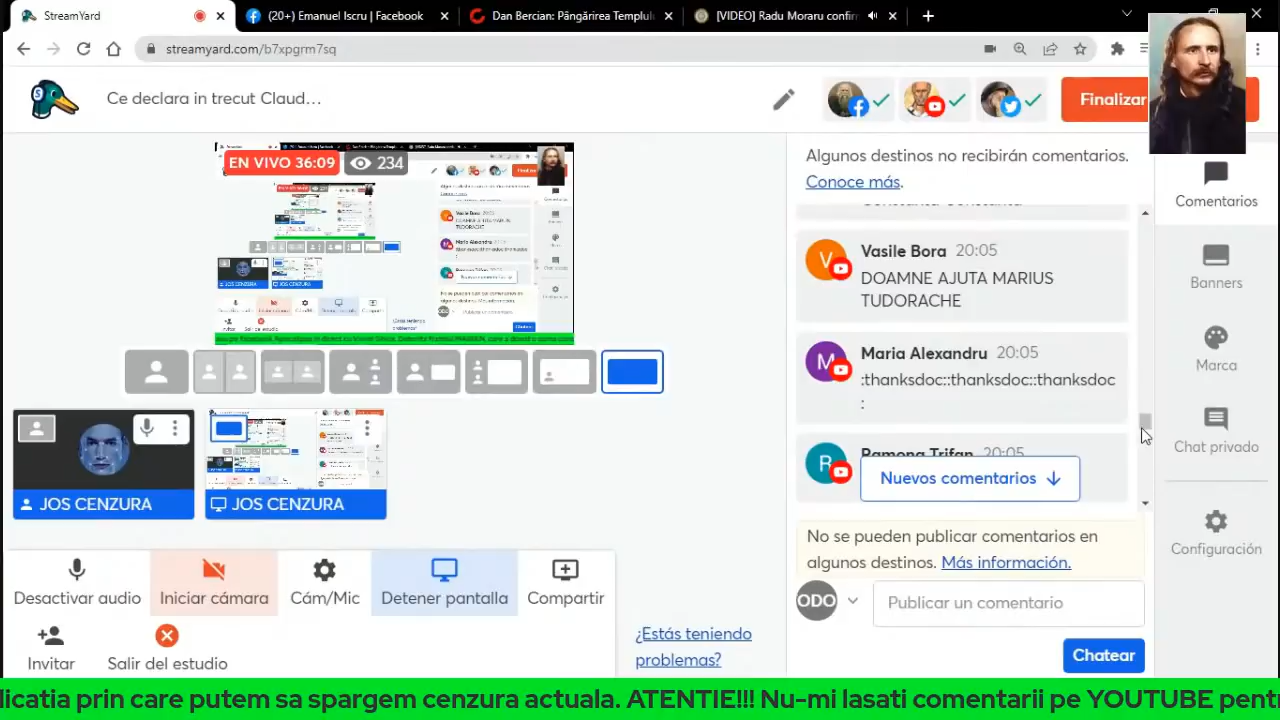 StreamYard
(20+) Emanuel Iscru | Facebook
Dan Bercian: Pângărirea Templul
[VIDEO] Radu Moraru confir
streamyard.com/b7xpgrm7sq
Ce declara in trecut Claud...
Finalizar
EN VIVO 36:09
234
Algunos destinos no recibirán comentarios.
Conoce más.
Vasile Bora 20:05
DOAMNE AJUTA MARIUS
TUDORACHE
Maria Alexandru 20:05
:thanksdoc::thanksdoc::thanksdoc
:
Ramona Trifan 20:05
Nuevos comentarios
No se pueden publicar comentarios en
algunos destinos. Más información.
ODO
Publicar un comentario
Chatear
Comentarios
Banners
Marca
Chat privado
Configuración
JOS CENZURA
JOS CENZURA
Desactivar audio
Iniciar cámara
Cám/Mic
Detener pantalla
Compartir
Invitar
Salir del estudio
¿Estás teniendo
problemas?
licatia prin care putem sa spargem cenzura actuala. ATENTIE!!! Nu-mi lasati comentarii pe YOUTUBE pent